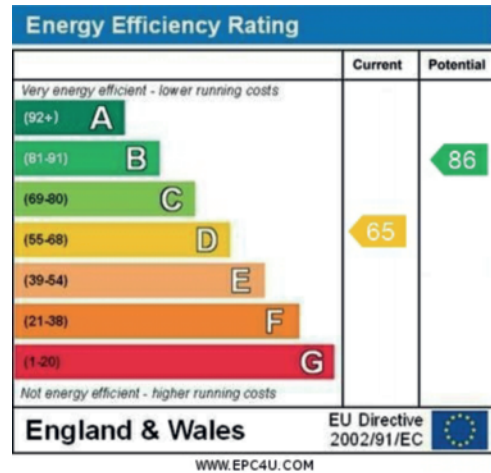 Energy Efficiency Rating
Current Potential
Very energy efficient - lower running costs
(92+) A
(81-91) B
86
(69-80) C
(55-68) D
65
(39-54) E
(21-38) F
(1-20) G
Not energy efficient - higher running costs
England & Wales
EU Directive
2002/91/EC
WWW.EPC4U.COM